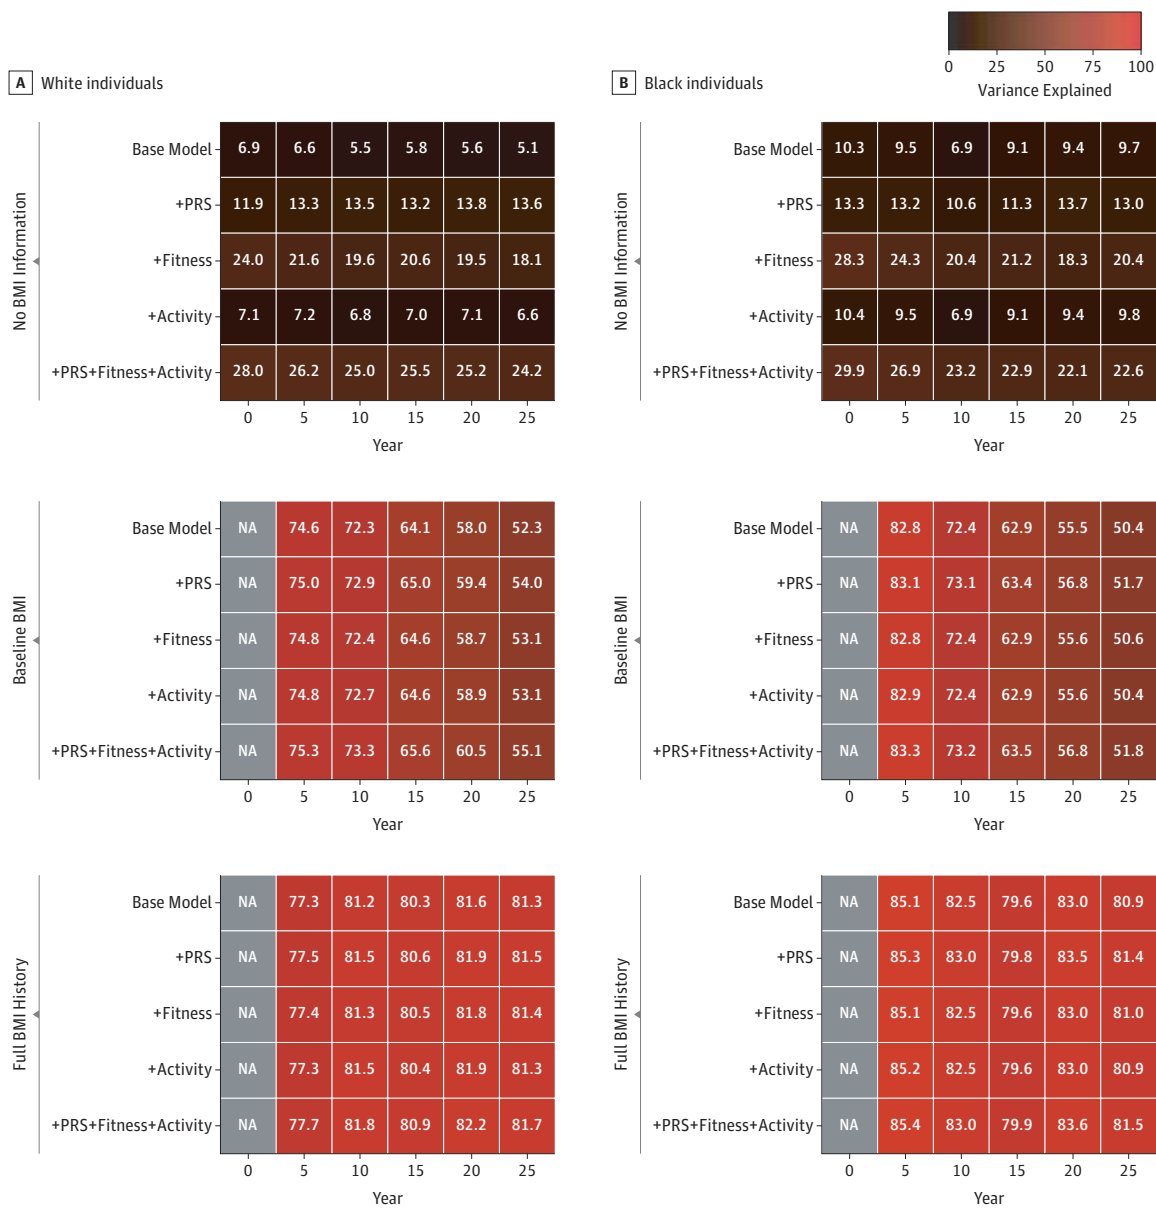 0 25 50 75 100
Variance Explained
A White individuals
No BMI Information
Base Model 6.9 6.6 5.5 5.8 5.6 5.1
+PRS 11.9 13.3 13.5 13.2 13.8 13.6
+Fitness 24.0 21.6 19.6 20.6 19.5 18.1
+Activity 7.1 7.2 6.8 7.0 7.1 6.6
+PRS+Fitness+Activity 28.0 26.2 25.0 25.5 25.2 24.2
0 5 10 15 20 25
Year
Baseline BMI
Base Model NA 74.6 72.3 64.1 58.0 52.3
+PRS NA 75.0 72.9 65.0 59.4 54.0
+Fitness NA 74.8 72.4 64.6 58.7 53.1
+Activity NA 74.8 72.7 64.6 58.9 53.1
+PRS+Fitness+Activity NA 75.3 73.3 65.6 60.5 55.1
0 5 10 15 20 25
Year
Full BMI History
Base Model NA 77.3 81.2 80.3 81.6 81.3
+PRS NA 77.5 81.5 80.6 81.9 81.5
+Fitness NA 77.4 81.3 80.5 81.8 81.4
+Activity NA 77.3 81.5 80.4 81.9 81.3
+PRS+Fitness+Activity NA 77.7 81.8 80.9 82.2 81.7
0 5 10 15 20 25
Year
B Black individuals
No BMI Information
Base Model 10.3 9.5 6.9 9.1 9.4 9.7
+PRS 13.3 13.2 10.6 11.3 13.7 13.0
+Fitness 28.3 24.3 20.4 21.2 18.3 20.4
+Activity 10.4 9.5 6.9 9.1 9.4 9.8
+PRS+Fitness+Activity 29.9 26.9 23.2 22.9 22.1 22.6
0 5 10 15 20 25
Year
Baseline BMI
Base Model NA 82.8 72.4 62.9 55.5 50.4
+PRS NA 83.1 73.1 63.4 56.8 51.7
+Fitness NA 82.8 72.4 62.9 55.6 50.6
+Activity NA 82.9 72.4 62.9 55.6 50.4
+PRS+Fitness+Activity NA 83.3 73.2 63.5 56.8 51.8
0 5 10 15 20 25
Year
Full BMI History
Base Model NA 85.1 82.5 79.6 83.0 80.9
+PRS NA 85.3 83.0 79.8 83.5 81.4
+Fitness NA 85.1 82.5 79.6 83.0 81.0
+Activity NA 85.2 82.5 79.6 83.0 80.9
+PRS+Fitness+Activity NA 85.4 83.0 79.9 83.6 81.5
0 5 10 15 20 25
Year